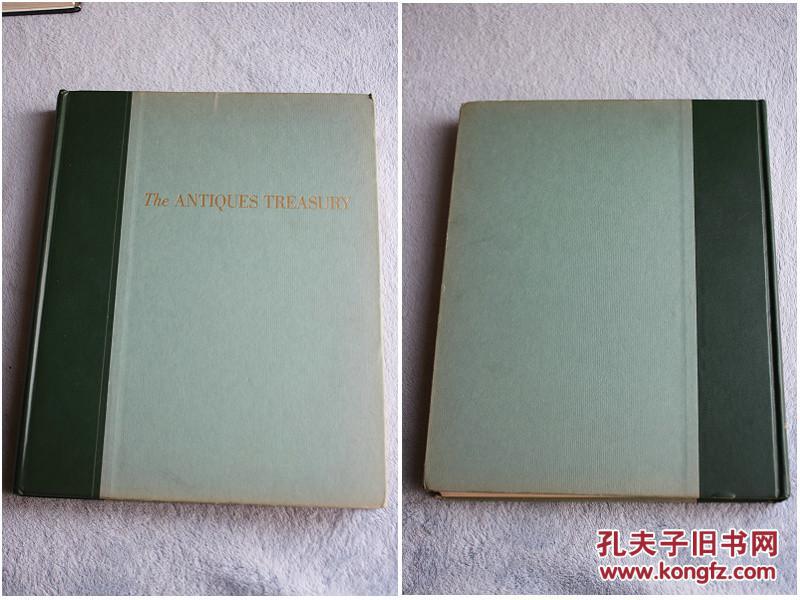 The ANTIQUES TREASURY
孔夫子旧书网
www.kongfz.com